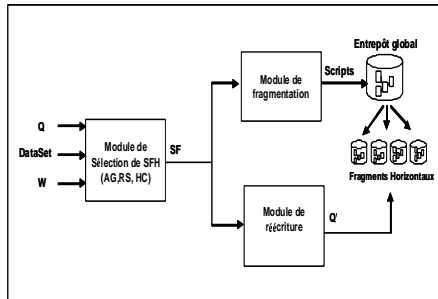 Entrepôt global
Module de
fragmentation
Scripts
Q
DataSet
W
Module de
Sélection de SFH
(AG,RS, HC)
SF
Fragments Horizontaux
Module de
réécriture
Q'